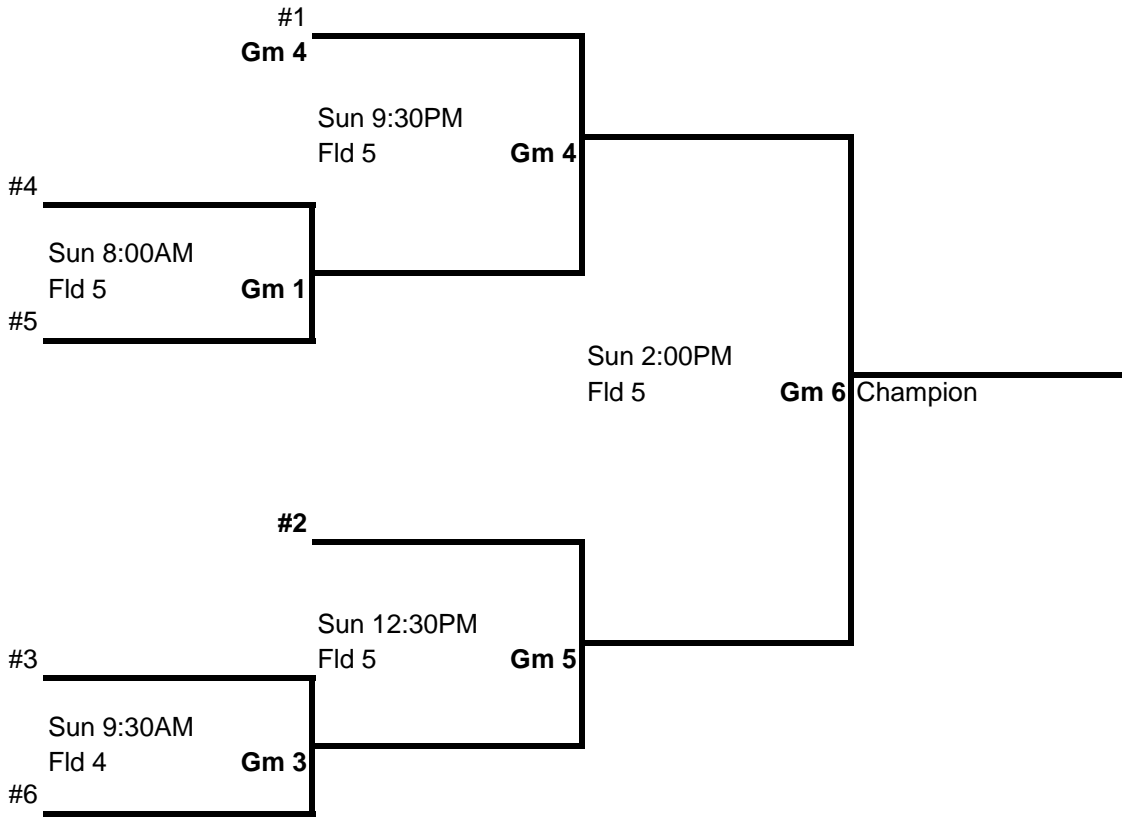 #1
Gm 4
Sun 9:30PM
Fld 5 Gm 4
#4
Sun 8:00AM
Fld 5 Gm 1
#5
Sun 2:00PM
Fld 5 Gm 6 Champion
#2
Sun 12:30PM
Fld 5 Gm 5
#3
Sun 9:30AM
Fld 4 Gm 3
#6